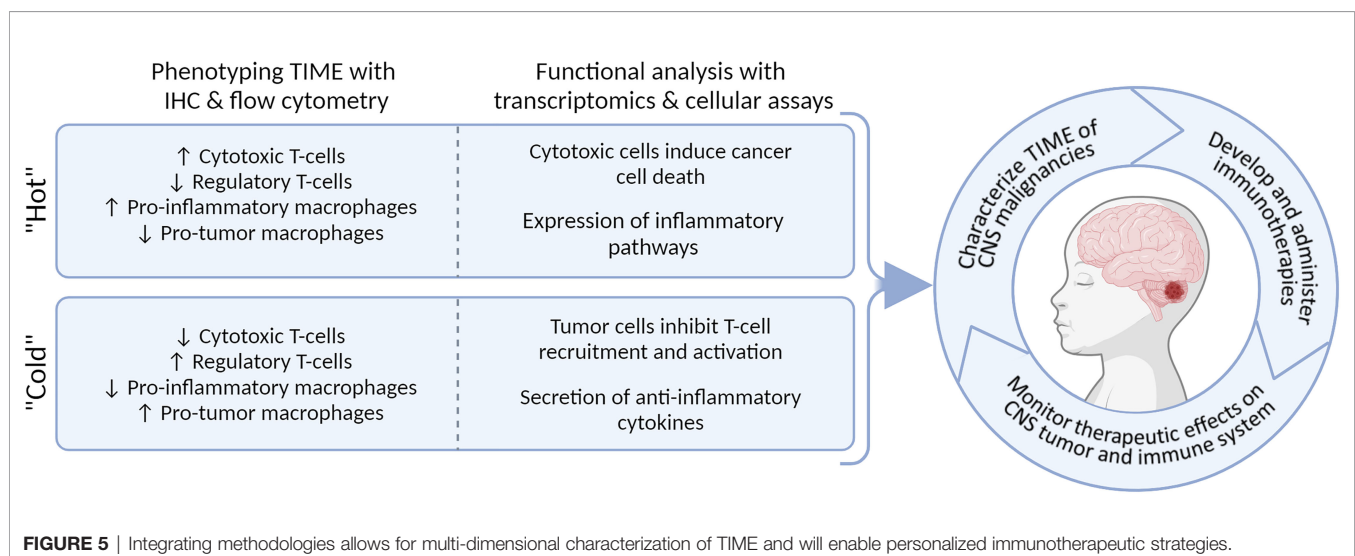 Phenotyping TIME with
IHC & flow cytometry
Functional analysis with
transcriptomics & cellular assays
"Hot"
↑ Cytotoxic T-cells
↓ Regulatory T-cells
↑ Pro-inflammatory macrophages
↓ Pro-tumor macrophages
Cytotoxic cells induce cancer
cell death
Expression of inflammatory
pathways
"Cold"
↓ Cytotoxic T-cells
↑ Regulatory T-cells
↓ Pro-inflammatory macrophages
↑ Pro-tumor macrophages
Tumor cells inhibit T-cell
recruitment and activation
Secretion of anti-inflammatory
cytokines
Characterize TIME of
CNS malignancies
Develop and administer
immunotherapies
Monitor therapeutic effects on
CNS tumor and immune system
FIGURE 5 | Integrating methodologies allows for multi-dimensional characterization of TIME and will enable personalized immunotherapeutic strategies.